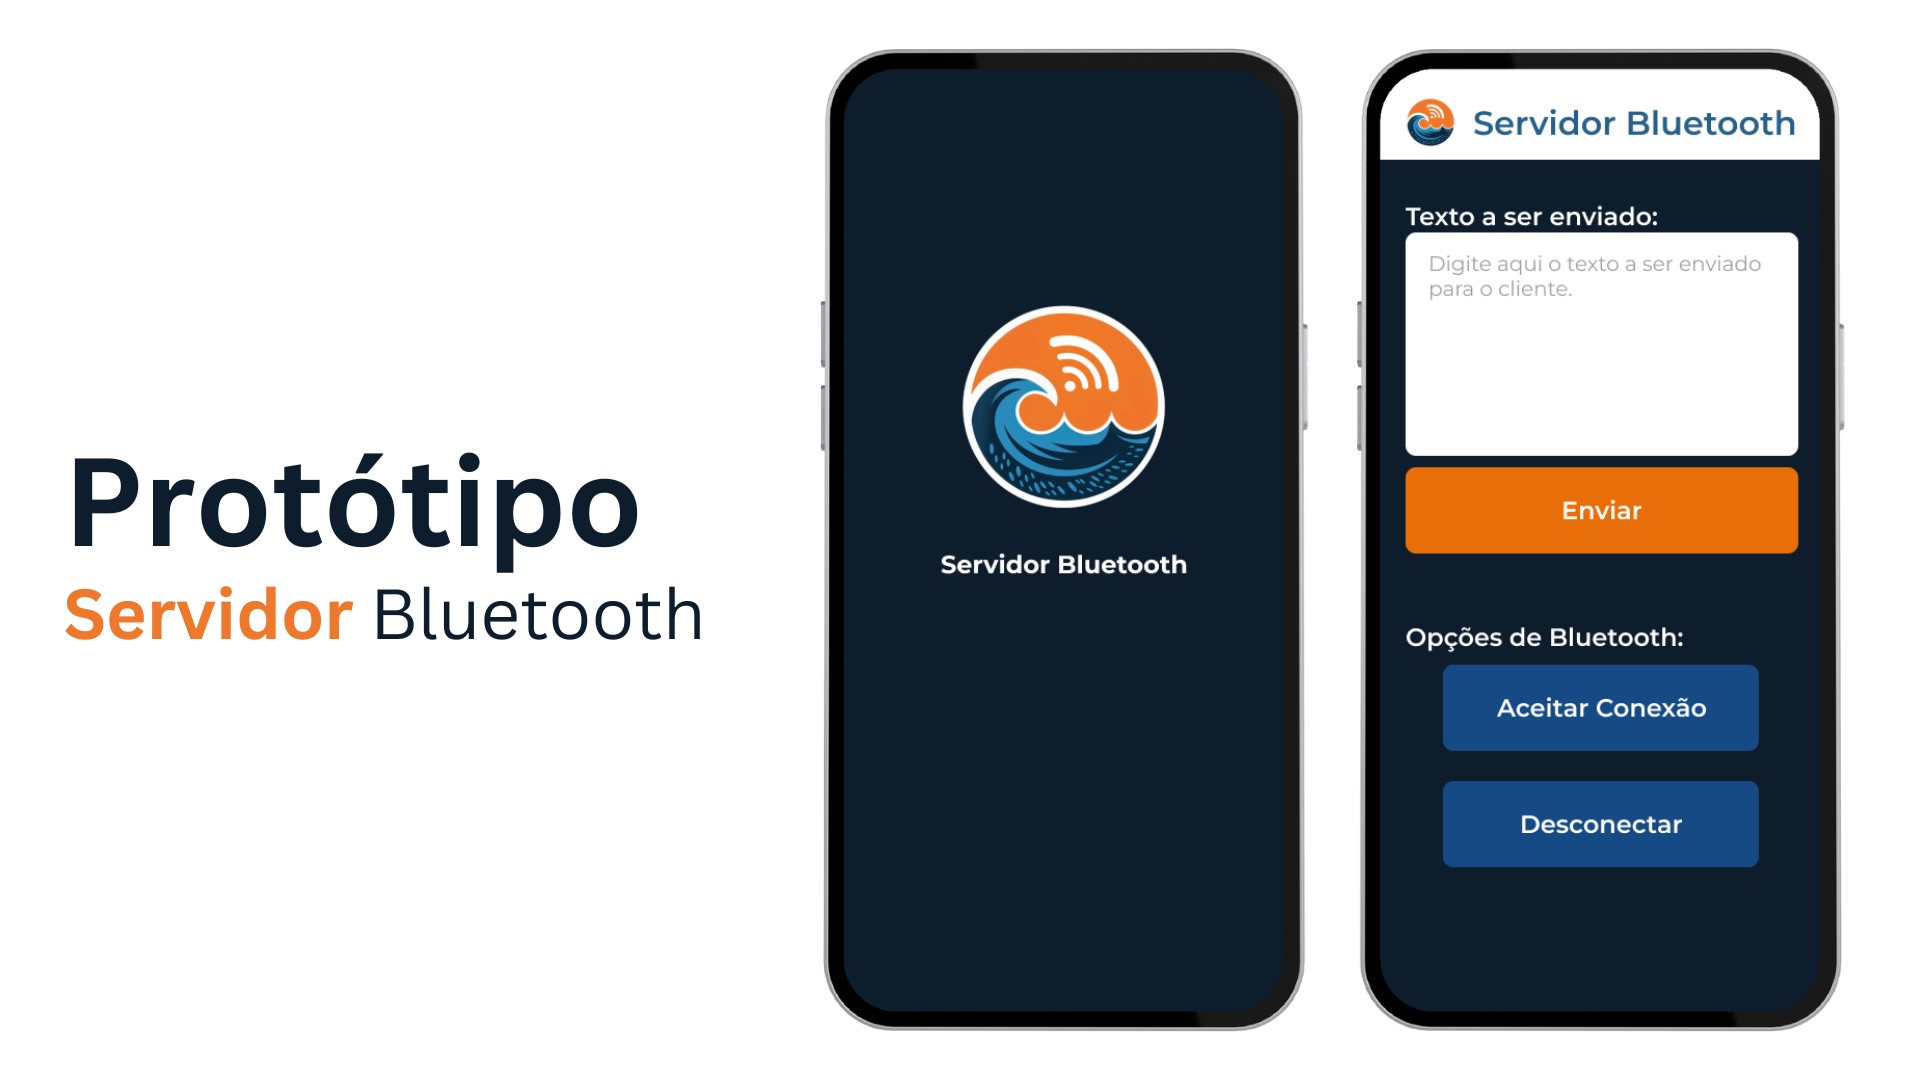 Protótipo
Servidor Bluetooth
Servidor Bluetooth
Servidor Bluetooth
Texto a ser enviado:
Digite aqui o texto a ser enviado
para o cliente.
Enviar
Opções de Bluetooth:
Aceitar Conexão
Desconectar